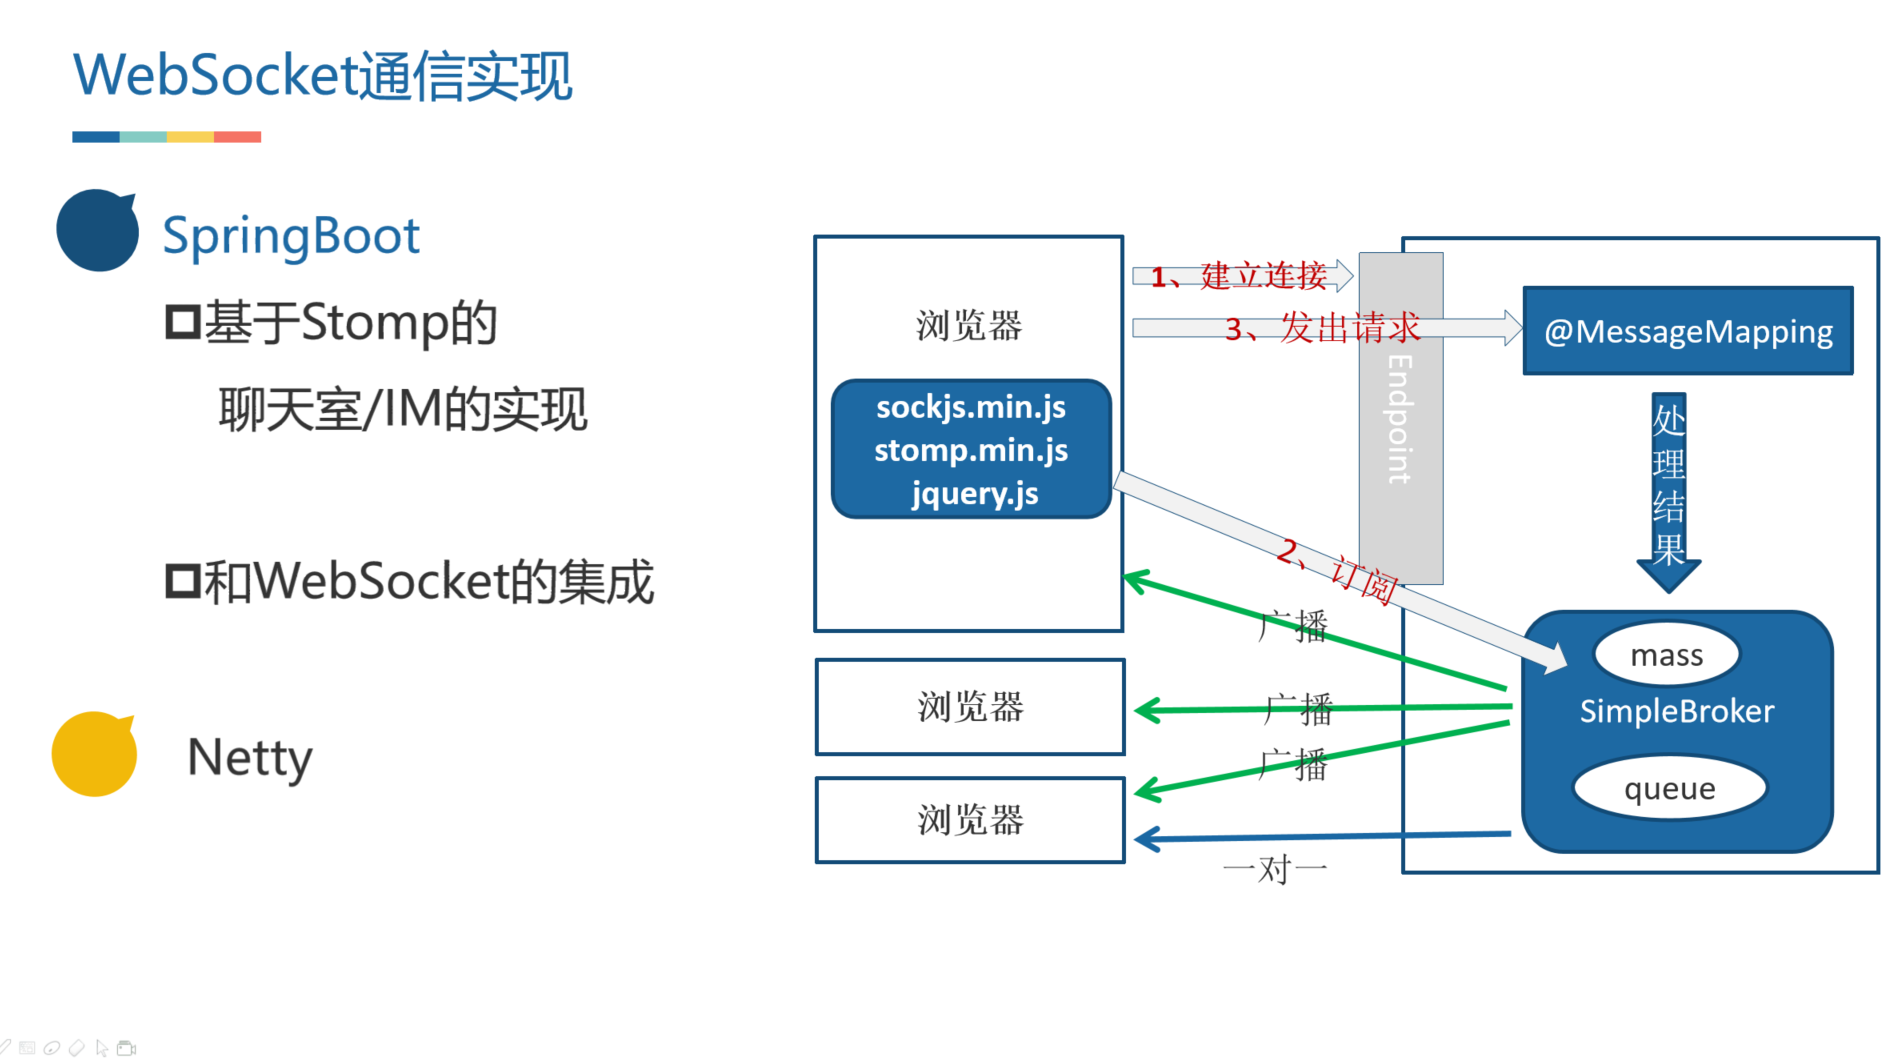 WebSocket通信实现
SpringBoot
基于Stomp的
聊天室/IM的实现
和WebSocket的集成
Netty
浏览器
sockjs.min.js
stomp.min.js
jquery.js
浏览器
浏览器
1、建立连接
3、发出请求
2、订阅
Endpoint
广播
广播
广播
一对一
@MessageMapping
处理结果
mass
SimpleBroker
queue